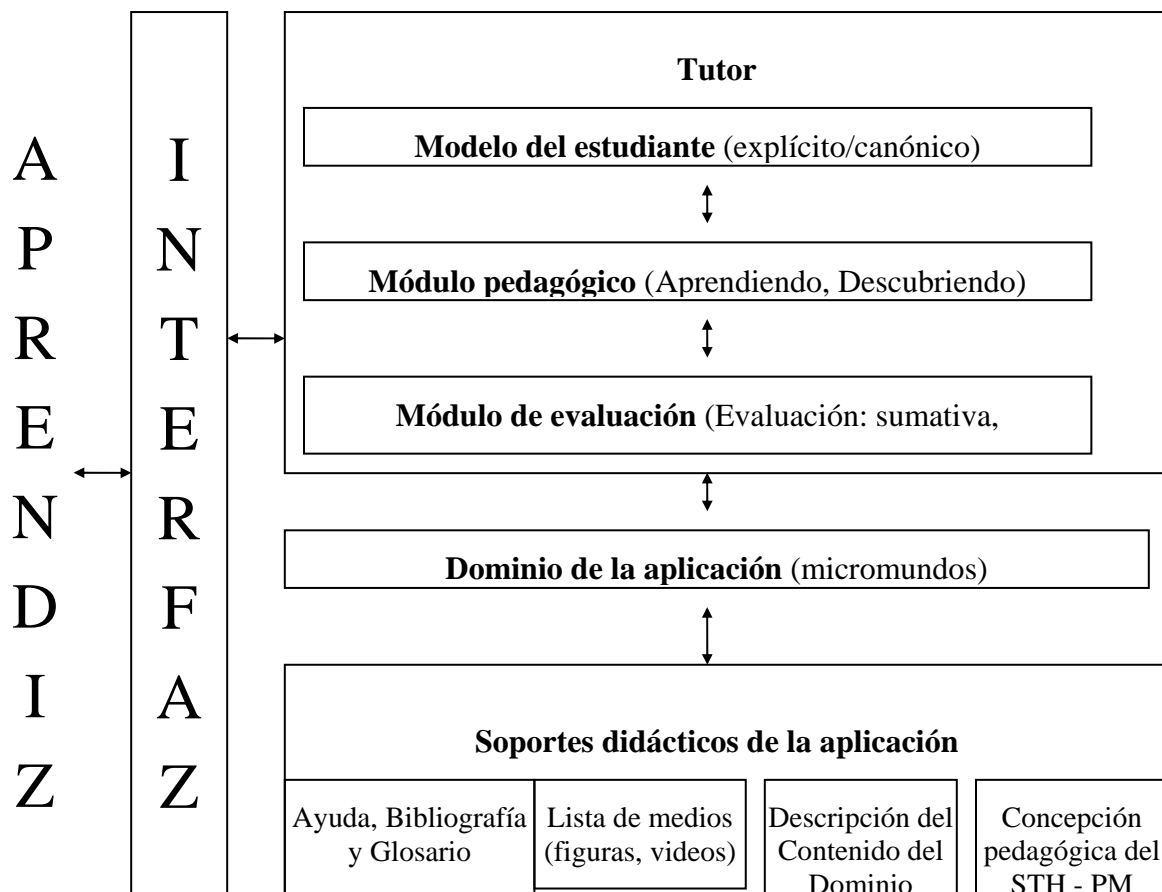 APRENDIZ
INTERFAZ
Tutor
Modelo del estudiante (explícito/canónico)
Módulo pedagógico (Aprendiendo, Descubriendo)
Módulo de evaluación (Evaluación: sumativa,
Dominio de la aplicación (micromundos)
Soportes didácticos de la aplicación
Ayuda, Bibliografía
y Glosario
Lista de medios
(figuras, videos)
Descripción del
Contenido del
Dominio
Concepción
pedagógica del
STH - PM